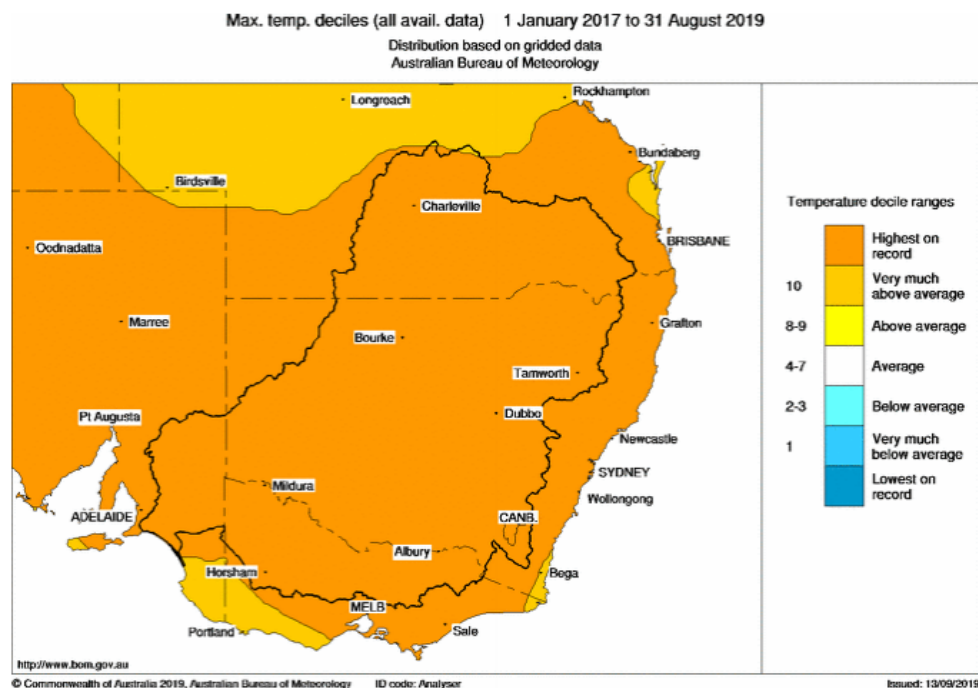 Max. temp. deciles (all avail. data)    1 January 2017 to 31 August 2019
Distribution based on gridded data
Australian Bureau of Meteorology
Rockhampton
Longreach
Bundaberg
Birdsville
Charleville
Temperature decile ranges
BRISBANE
Oodnadatta
Highest on
record
10
Very much
above average
Marree
Grafton
8-9
Above average
Bourke
Tamworth
4-7
Average
Pt Augusta
Dubbo
2-3
Below average
Newcastle
1
Very much
below average
SYDNEY
Mildura
Wollongong
Lowest on
record
ADELAIDE
CANB.
Albury
Horsham
Bega
MELB
Portland
Sale
http://www.bom.gov.au
© Commonwealth of Australia 2019, Australian Bureau of Meteorology    ID code: Analyser    Issued: 13/09/2019